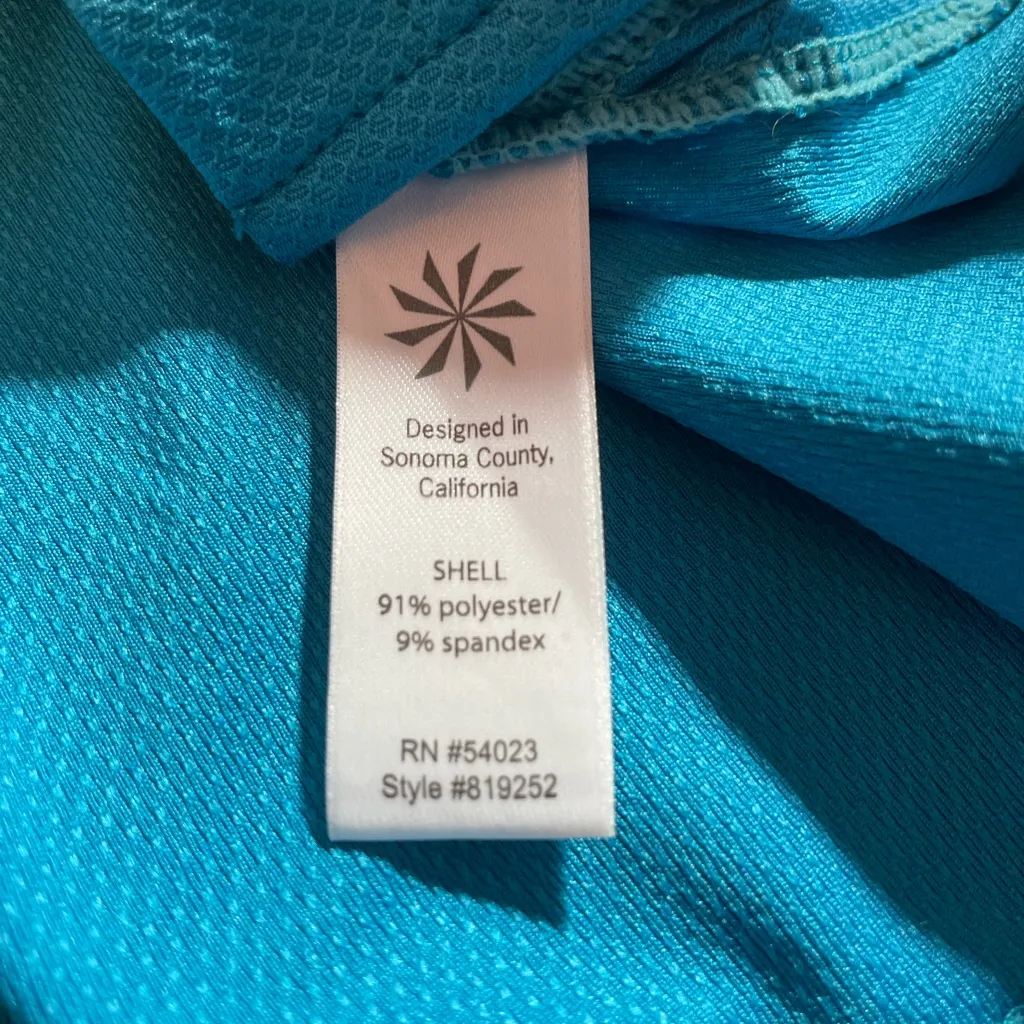 Designed in
Sonoma County,
California
SHELL
91% polyester/
9% spandex
RN #54023
Style #819252